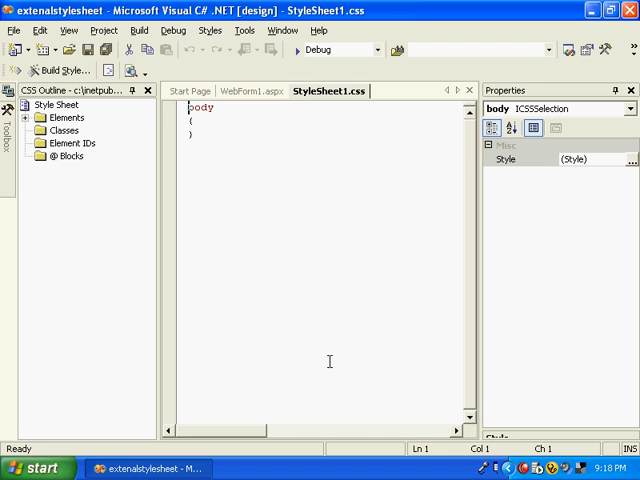 extenalstylesheet - Microsoft Visual C# .NET [design] - StyleSheet1.css
File Edit View Project Build Debug Styles Tools Window Help
Debug
Build Style...
CSS Outline - c:\inetpub...
Start Page WebForm1.aspx StyleSheet1.css
Properties
Toolbox
Style Sheet
Elements
Classes
Element IDs
@ Blocks
body
{
}
body ICSSSelection
Misc
Style (Style) ...
Ready Ln 1 Col 1 Ch 1 INS
start extenalstylesheet - M... 9:18 PM